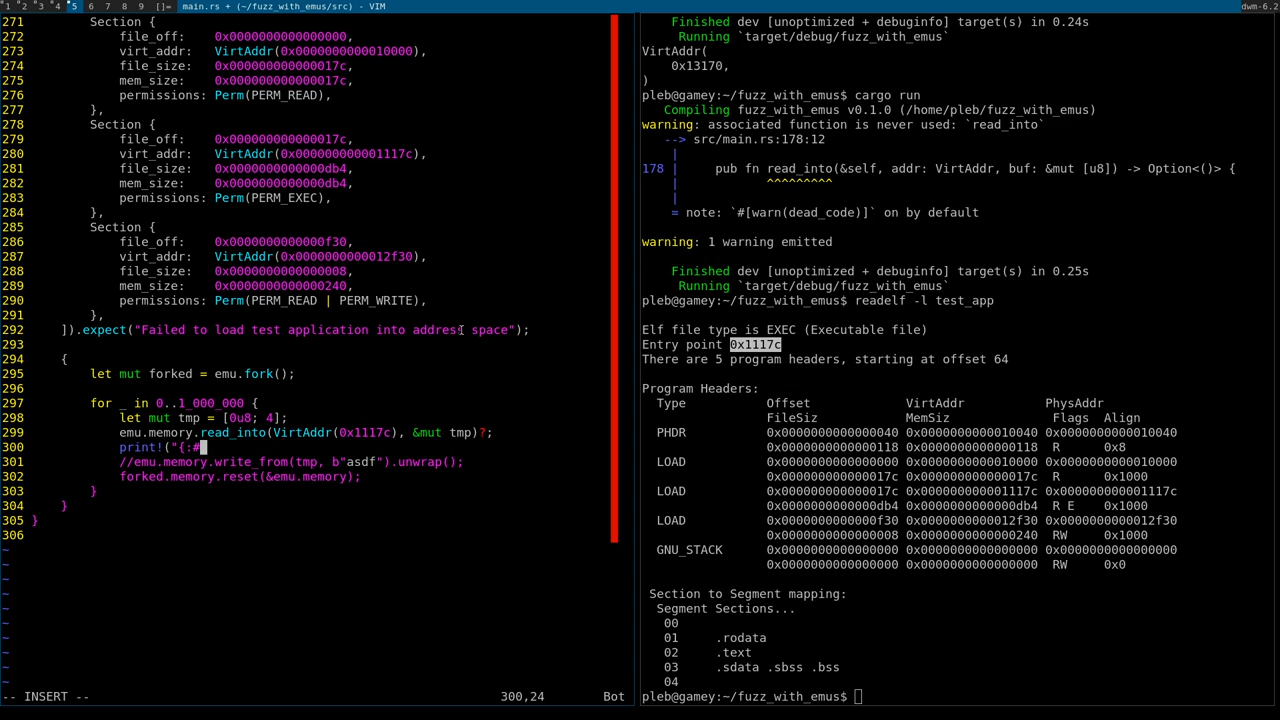 1 2 3 4 5 6 7 8 9 []= main.rs + (~/fuzz_with_emus/src) - VIM dwm-6.2
271         Section {
272             file_off:    0x0000000000000000,
273             virt_addr:   VirtAddr(0x0000000000010000),
274             file_size:   0x000000000000017c,
275             mem_size:    0x000000000000017c,
276             permissions: Perm(PERM_READ),
277         },
278         Section {
279             file_off:    0x000000000000017c,
280             virt_addr:   VirtAddr(0x000000000001117c),
281             file_size:   0x0000000000000db4,
282             mem_size:    0x0000000000000db4,
283             permissions: Perm(PERM_EXEC),
284         },
285         Section {
286             file_off:    0x0000000000000f30,
287             virt_addr:   VirtAddr(0x0000000000012f30),
288             file_size:   0x0000000000000008,
289             mem_size:    0x0000000000000240,
290             permissions: Perm(PERM_READ | PERM_WRITE),
291         },
292     ]).expect("Failed to load test application into address space");
293
294     {
295         let mut forked = emu.fork();
296
297         for _ in 0..1_000_000 {
298             let mut tmp = [0u8; 4];
299             emu.memory.read_into(VirtAddr(0x1117c), &mut tmp)?;
300             print!("{:#
301             //emu.memory.write_from(tmp, b"asdf").unwrap();
302             forked.memory.reset(&emu.memory);
303         }
304     }
305 }
306
~
~
~
~
~
~
~
~
~
~
-- INSERT -- 300,24 Bot
    Finished dev [unoptimized + debuginfo] target(s) in 0.24s
     Running `target/debug/fuzz_with_emus`
VirtAddr(
    0x13170,
)
pleb@gamey:~/fuzz_with_emus$ cargo run
   Compiling fuzz_with_emus v0.1.0 (/home/pleb/fuzz_with_emus)
warning: associated function is never used: `read_into`
   --> src/main.rs:178:12
    |
178 |     pub fn read_into(&self, addr: VirtAddr, buf: &mut [u8]) -> Option<()> {
    |            ^^^^^^^^^
    |
    = note: `#[warn(dead_code)]` on by default
warning: 1 warning emitted
    Finished dev [unoptimized + debuginfo] target(s) in 0.25s
     Running `target/debug/fuzz_with_emus`
pleb@gamey:~/fuzz_with_emus$ readelf -l test_app
Elf file type is EXEC (Executable file)
Entry point 0x1117c
There are 5 program headers, starting at offset 64
Program Headers:
  Type           Offset             VirtAddr           PhysAddr
                 FileSiz            MemSiz              Flags  Align
  PHDR           0x0000000000000040 0x0000000000010040 0x0000000000010040
                 0x0000000000000118 0x0000000000000118  R      0x8
  LOAD           0x0000000000000000 0x0000000000010000 0x0000000000010000
                 0x000000000000017c 0x000000000000017c  R      0x1000
  LOAD           0x000000000000017c 0x000000000001117c 0x000000000001117c
                 0x0000000000000db4 0x0000000000000db4  R E    0x1000
  LOAD           0x0000000000000f30 0x0000000000012f30 0x0000000000012f30
                 0x0000000000000008 0x0000000000000240  RW     0x1000
  GNU_STACK      0x0000000000000000 0x0000000000000000 0x0000000000000000
                 0x0000000000000000 0x0000000000000000  RW     0x0
 Section to Segment mapping:
  Segment Sections...
   00
   01     .rodata
   02     .text
   03     .sdata .sbss .bss
   04
pleb@gamey:~/fuzz_with_emus$